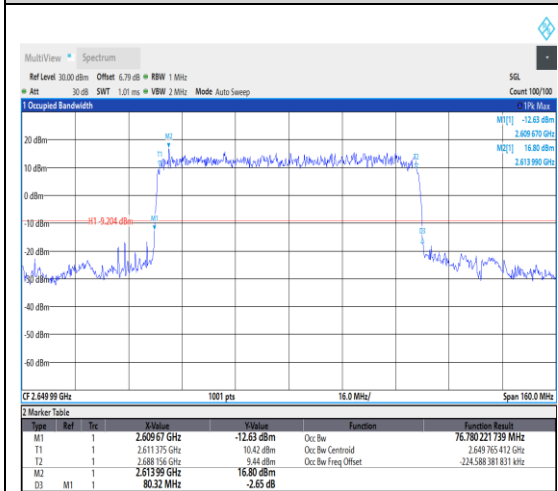 MultiView Spectrum
Ref Level 30.00 dBm Offset 6.79 dB RBW 1 MHz SGL
Att 30 dB SWT 1.01 ms VBW 2 MHz Mode Auto Sweep Count 100/100
1 Occupied Bandwidth 1Pk Max
M1[1] -12.63 dBm
2.609 670 GHz
M2[1] 16.80 dBm
2.613 990 GHz
M2
T1
T2
20 dBm
10 dBm
0 dBm
M1
H1 -9.204 dBm
-10 dBm
D3
-20 dBm
-30 dBm
-40 dBm
-50 dBm
-60 dBm
CF 2.649 99 GHz 1001 pts 16.0 MHz/ Span 160.0 MHz
2 Marker Table
Type Ref Trc X-Value Y-Value Function Function Result
M1 1 2.609 67 GHz -12.63 dBm Occ Bw 76.780 221 739 MHz
T1 1 2.611 375 GHz 10.42 dBm Occ Bw Centroid 2.649 765 412 GHz
T2 1 2.688 156 GHz 9.44 dBm Occ Bw Freq Offset -224.588 381 831 kHz
M2 1 2.613 99 GHz 16.80 dBm
D3 M1 1 80.32 MHz -2.65 dB